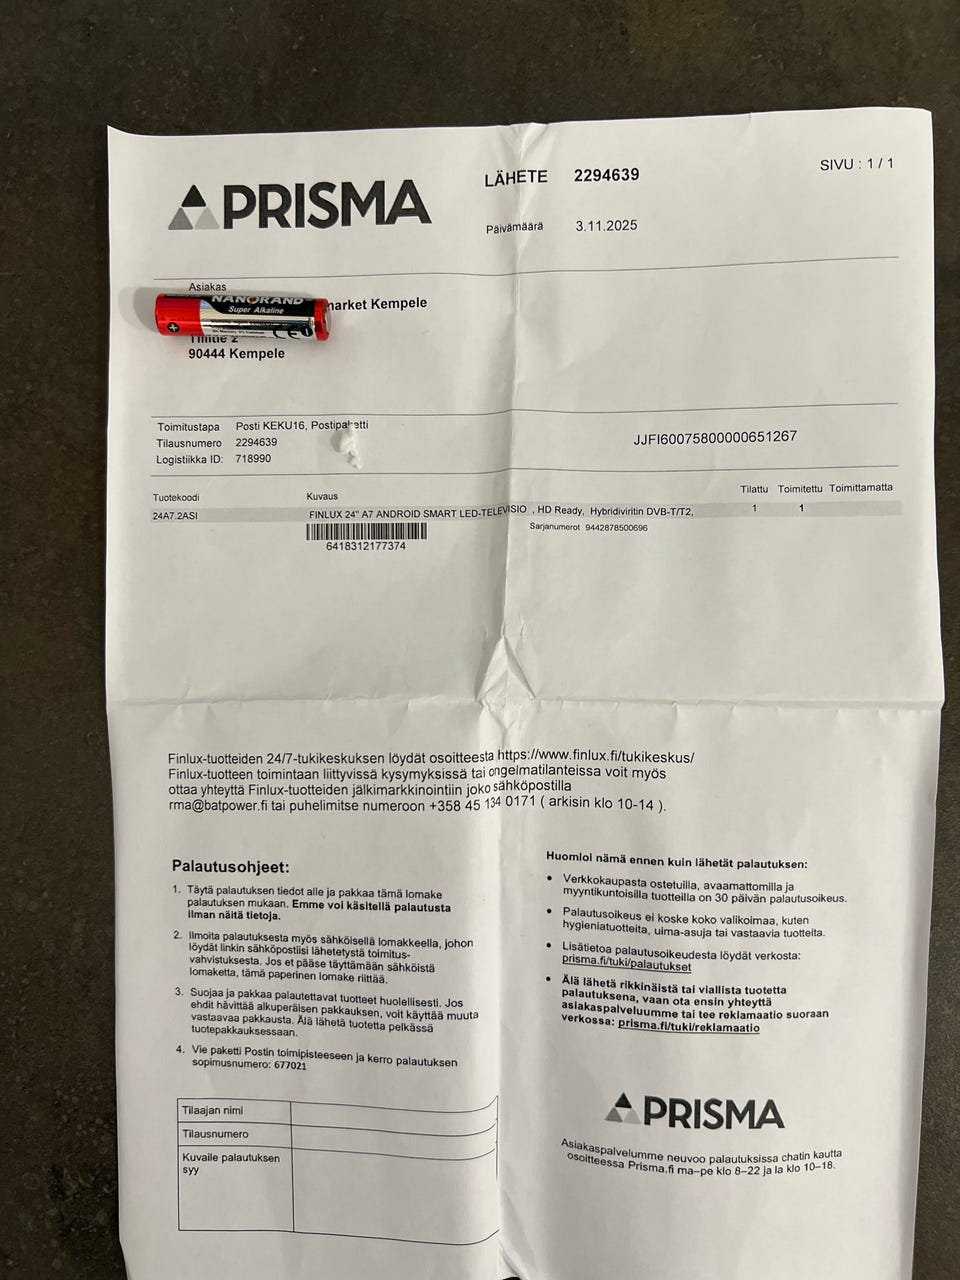 PRISMA
LÄHETE 2294639
SIVU : 1 / 1
Päivämäärä 3.11.2025
Asiakas
market Kempele
NANORAND
Super Alkaline
CE
2
90444 Kempele
Toimitustapa Posti KEKU16, Postipaketti
Tilausnumero 2294639
Logistiikka ID: 718990
JJFI60075800000651267
Tuotekoodi Kuvaus Tilattu Toimitettu Toimittamatta
24A7.2ASI FINLUX 24" A7 ANDROID SMART LED-TELEVISIO , HD Ready, Hybridiviritin DVB-T/T2, 1 1
Sarjanumerot 9442878500696
6418312177374
Finlux-tuotteiden 24/7-tukikeskuksen löydät osoitteesta https://www.finlux.fi/tukikeskus/
Finlux-tuotteen toimintaan liittyvissä kysymyksissä tai ongelmatilanteissa voit myös
ottaa yhteyttä Finlux-tuotteiden jälkimarkkinointiin joko sähköpostilla
rma@batpower.fi tai puhelimitse numeroon +358 45 134 0171 ( arkisin klo 10-14 ).
Palautusohjeet:
1. Täytä palautuksen tiedot alle ja pakkaa tämä lomake
palautuksen mukaan. Emme voi käsitellä palautusta
ilman näitä tietoja.
2. Ilmoita palautuksesta myös sähköisellä lomakkeella, johon
löydät linkin sähköpostiisi lähetetystä toimitus-
vahvistuksesta. Jos et pääse täyttämään sähköistä
lomaketta, tämä paperinen lomake riittää.
3. Suojaa ja pakkaa palautettavat tuotteet huolellisesti. Jos
ehdit hävittää alkuperäisen pakkauksen, voit käyttää muuta
vastaavaa pakkausta. Älä lähetä tuotetta pelkässä
tuotepakkauksessaan.
4. Vie paketti Postin toimipisteeseen ja kerro palautuksen
sopimusnumero: 677021
Tilaajan nimi
Tilausnumero
Kuvaile palautuksen
syy
Huomioi nämä ennen kuin lähetät palautuksen:
• Verkkokaupasta ostetuilla, avaamattomilla ja
myyntikuntoisilla tuotteilla on 30 päivän palautusoikeus.
• Palautusoikeus ei koske koko valikoimaa, kuten
hygieniatuotteita, uima-asuja tai vastaavia tuotteita.
• Lisätietoa palautusoikeudesta löydät verkosta:
prisma.fi/tuki/palautukset
• Älä lähetä rikkinäistä tai viallista tuotetta
palautuksena, vaan ota ensin yhteyttä
asiakaspalveluumme tai tee reklamaatio suoraan
verkossa: prisma.fi/tuki/reklamaatio
PRISMA
Asiakaspalvelumme neuvoo palautuksissa chatin kautta
osoitteessa Prisma.fi ma–pe klo 8–22 ja la klo 10–18.